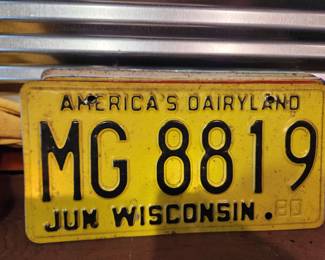 AMERICA'S DAIRYLAND
MG 8819
JUN WISCONSIN. 80